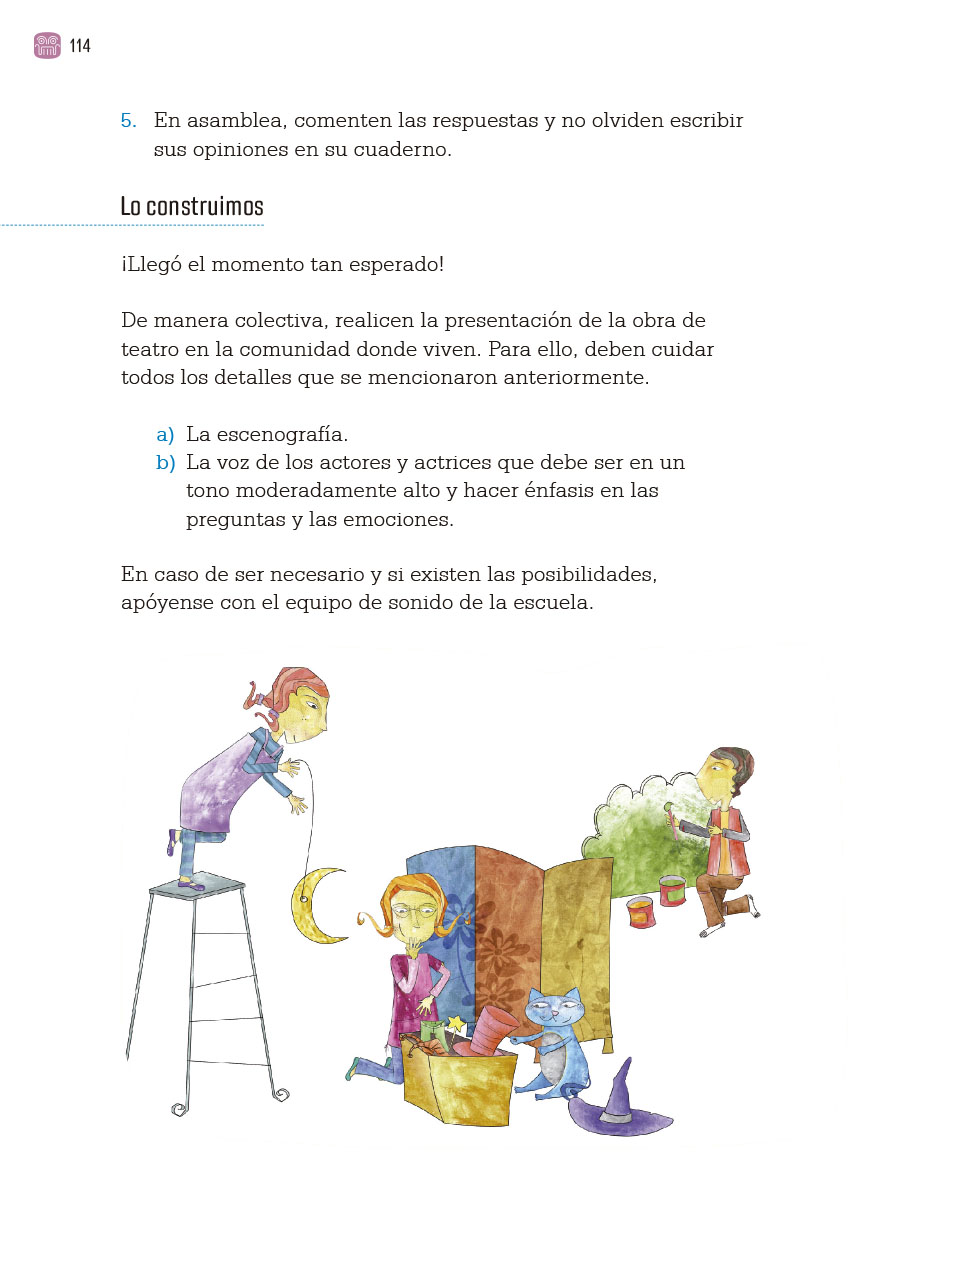 114
5. En asamblea, comenten las respuestas y no olviden escribir
sus opiniones en su cuaderno.
Lo construimos
¡Llegó el momento tan esperado!
De manera colectiva, realicen la presentación de la obra de
teatro en la comunidad donde viven. Para ello, deben cuidar
todos los detalles que se mencionaron anteriormente.
a) La escenografía.
b) La voz de los actores y actrices que debe ser en un
tono moderadamente alto y hacer énfasis en las
preguntas y las emociones.
En caso de ser necesario y si existen las posibilidades,
apóyense con el equipo de sonido de la escuela.